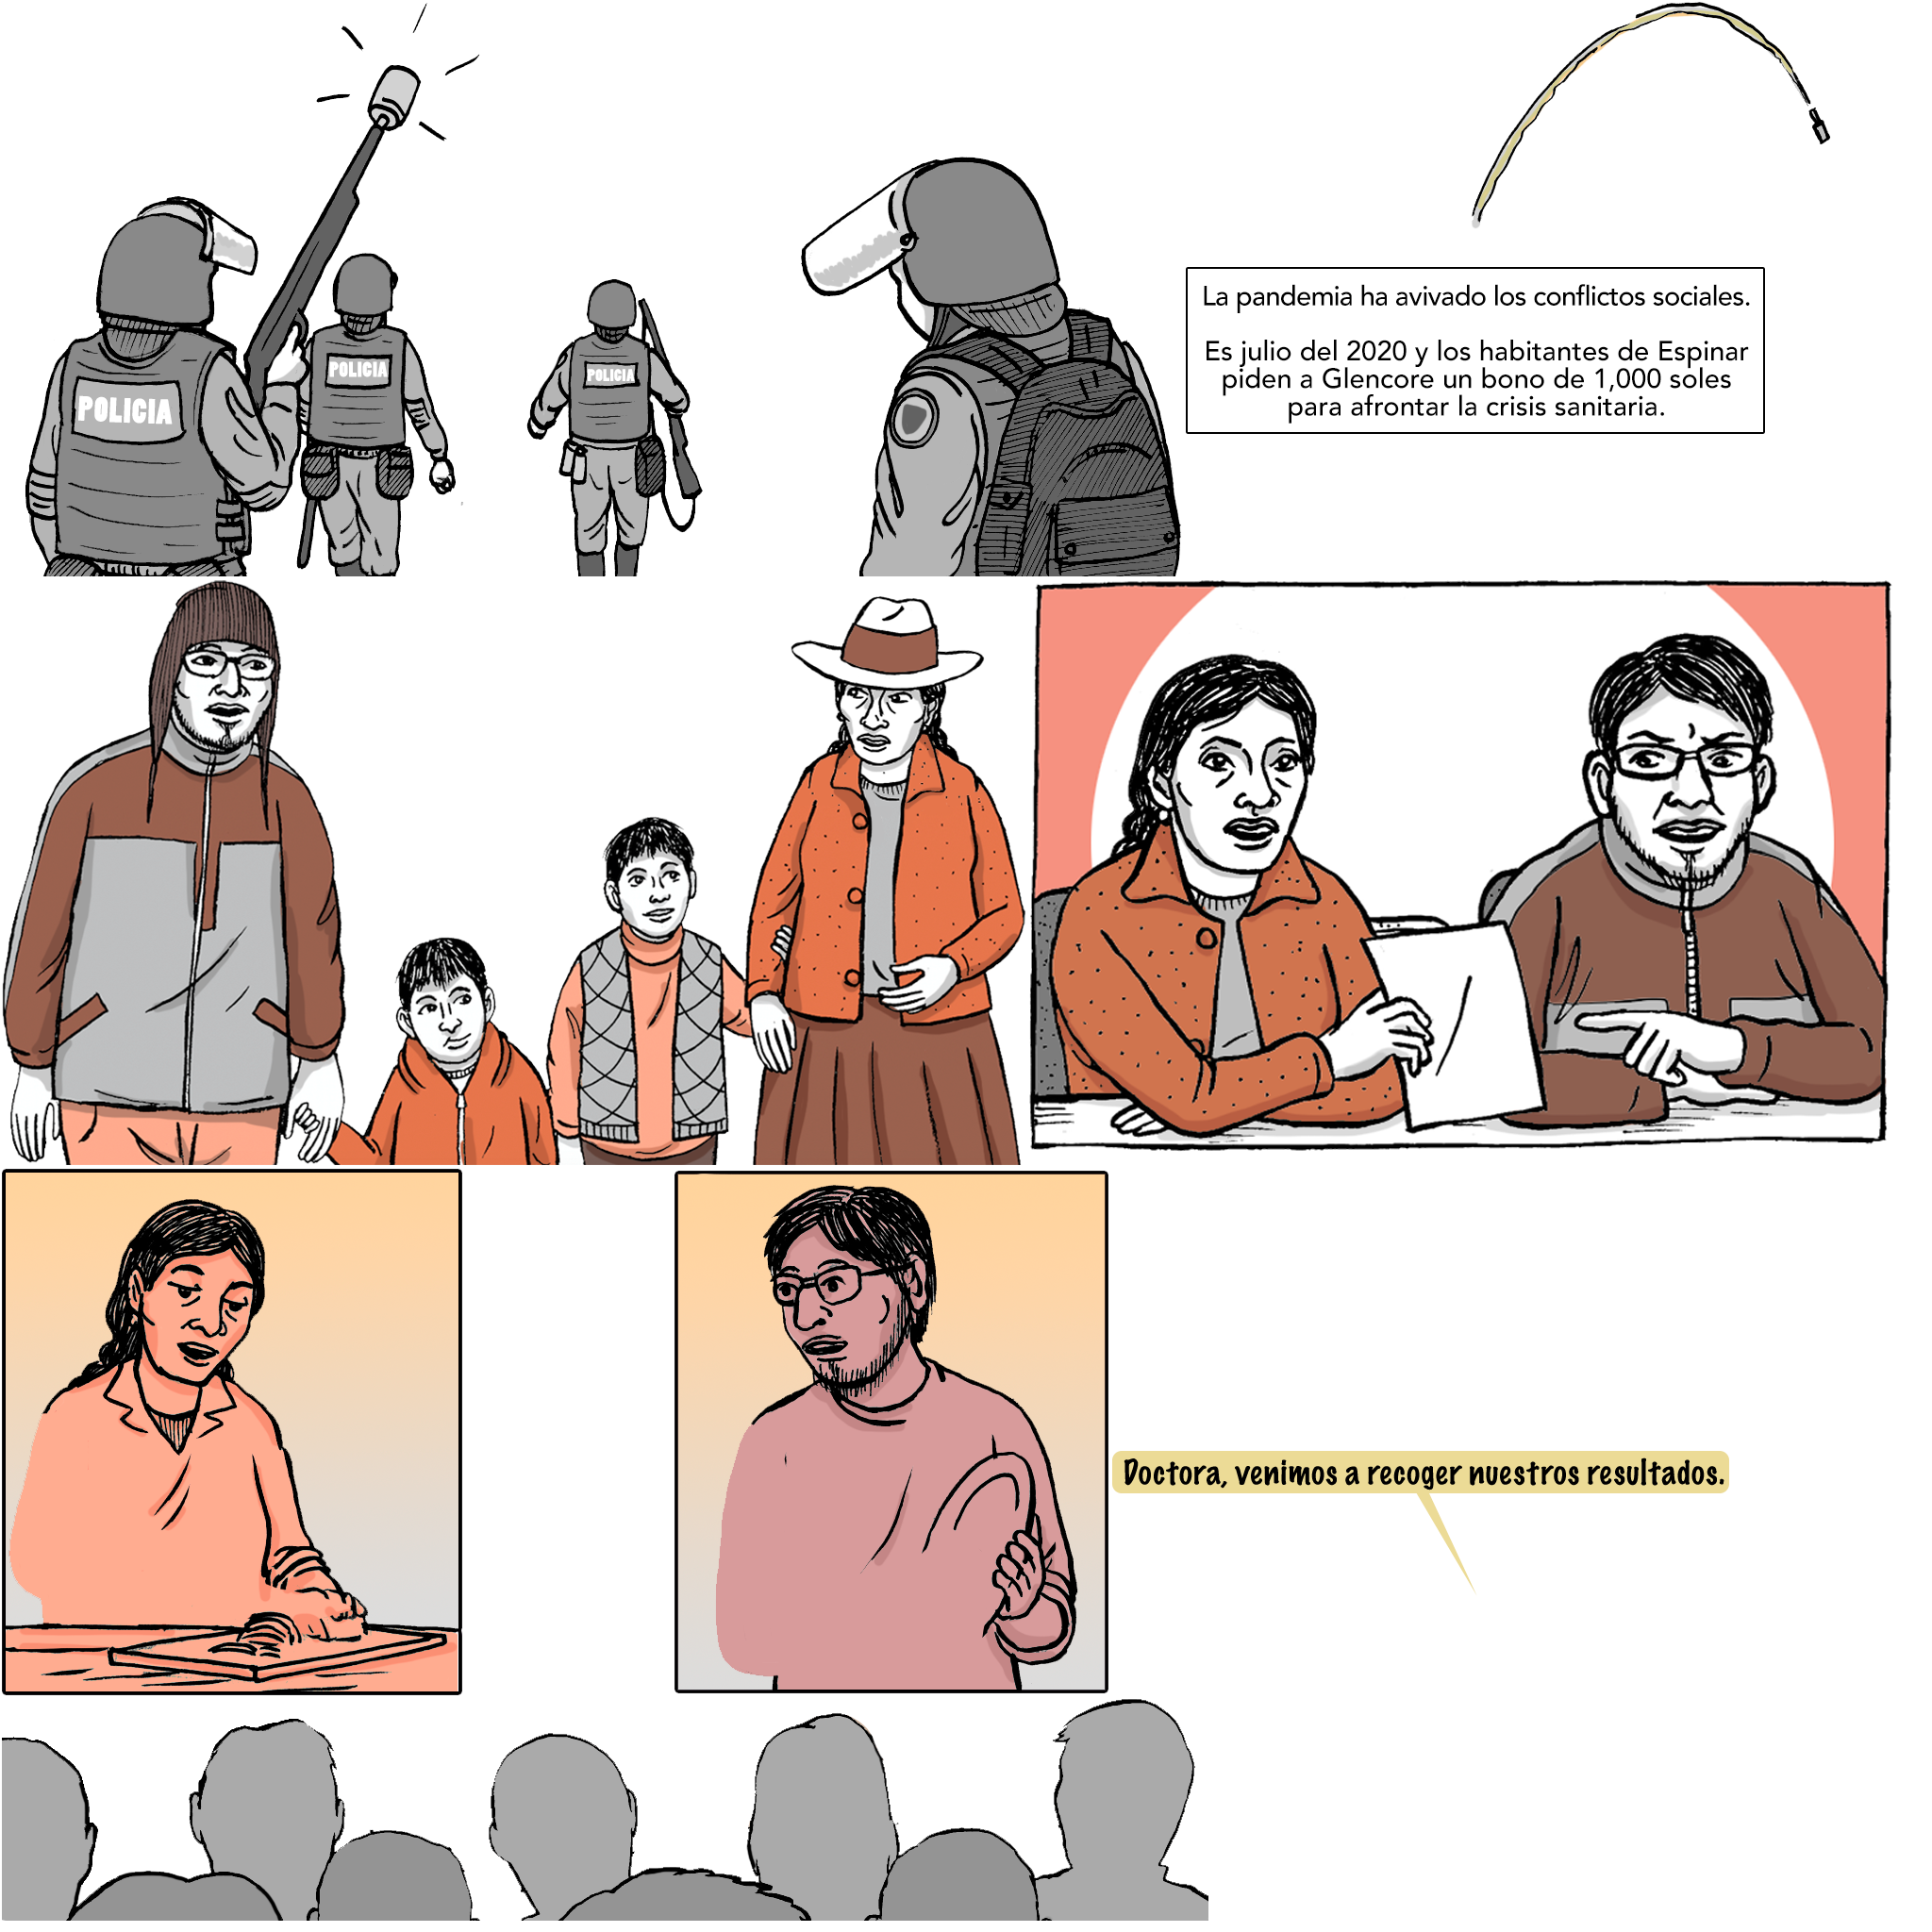 POLICIA
POLICIA
POLICIA
La pandemia ha avivado los conflictos sociales.
Es julio del 2020 y los habitantes de Espinar
piden a Glencore un bono de 1,000 soles
para afrontar la crisis sanitaria.
Doctora, venimos a recoger nuestros resultados.